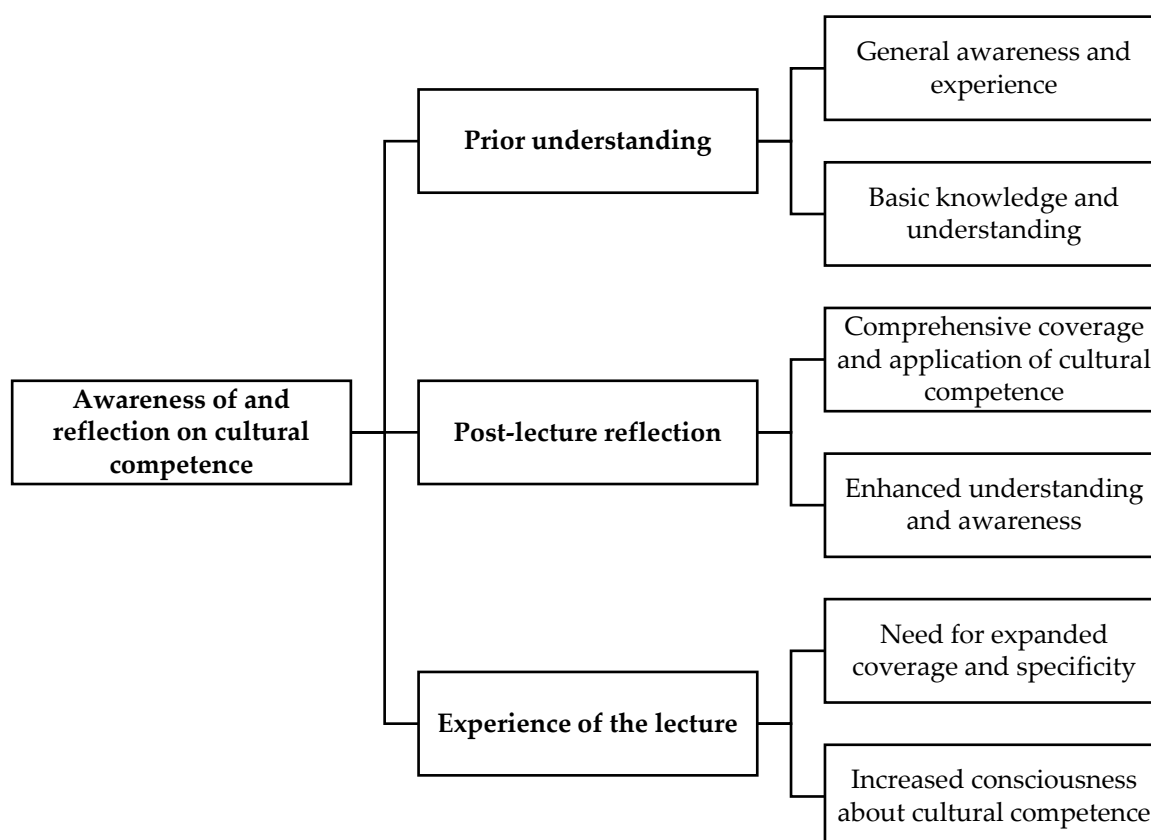 General awareness and
experience
Prior understanding
Basic knowledge and
understanding
Comprehensive coverage
and application of cultural
competence
Awareness of and
reflection on cultural
competence
Post-lecture reflection
Enhanced understanding
and awareness
Need for expanded
coverage and specificity
Experience of the lecture
Increased consciousness
about cultural competence